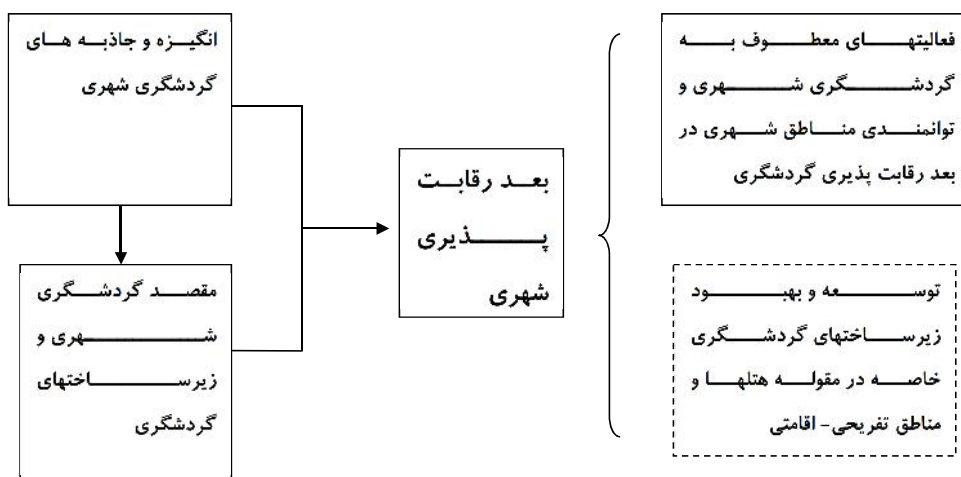 انگیزه و جاذبه های
گردشگری شهری
مقصد گردشگری
شهری و
زیرساختهای
گردشگری
بعد رقابت
پذیری
شهری
فعالیتهای معطوف به
گردشگری شهری و
توانمندی مناطق شهری در
بعد رقابت پذیری گردشگری
توسعه و بهبود
زیرساختهای گردشگری
خاصه در مقوله هتلها و
مناطق تفریحی- اقامتی